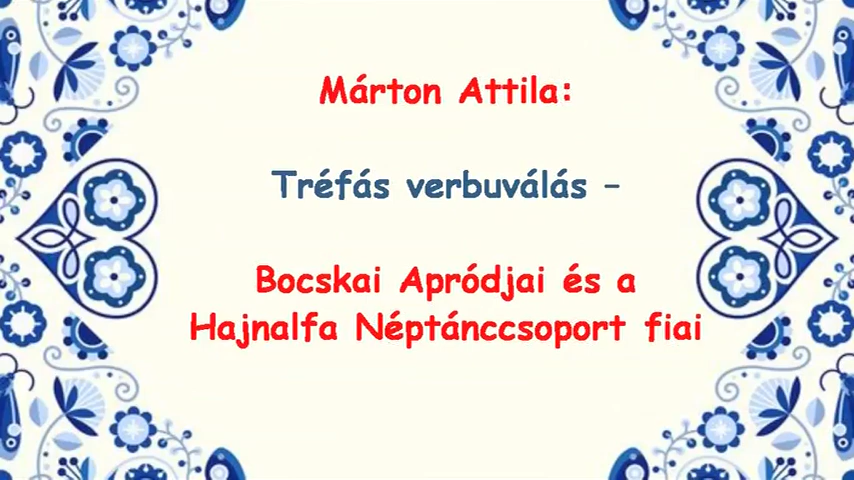 Márton Attila:
Tréfás verbuválás –
Bocskai Apródjai és a
Hajnalfa Néptánccsoport fiai